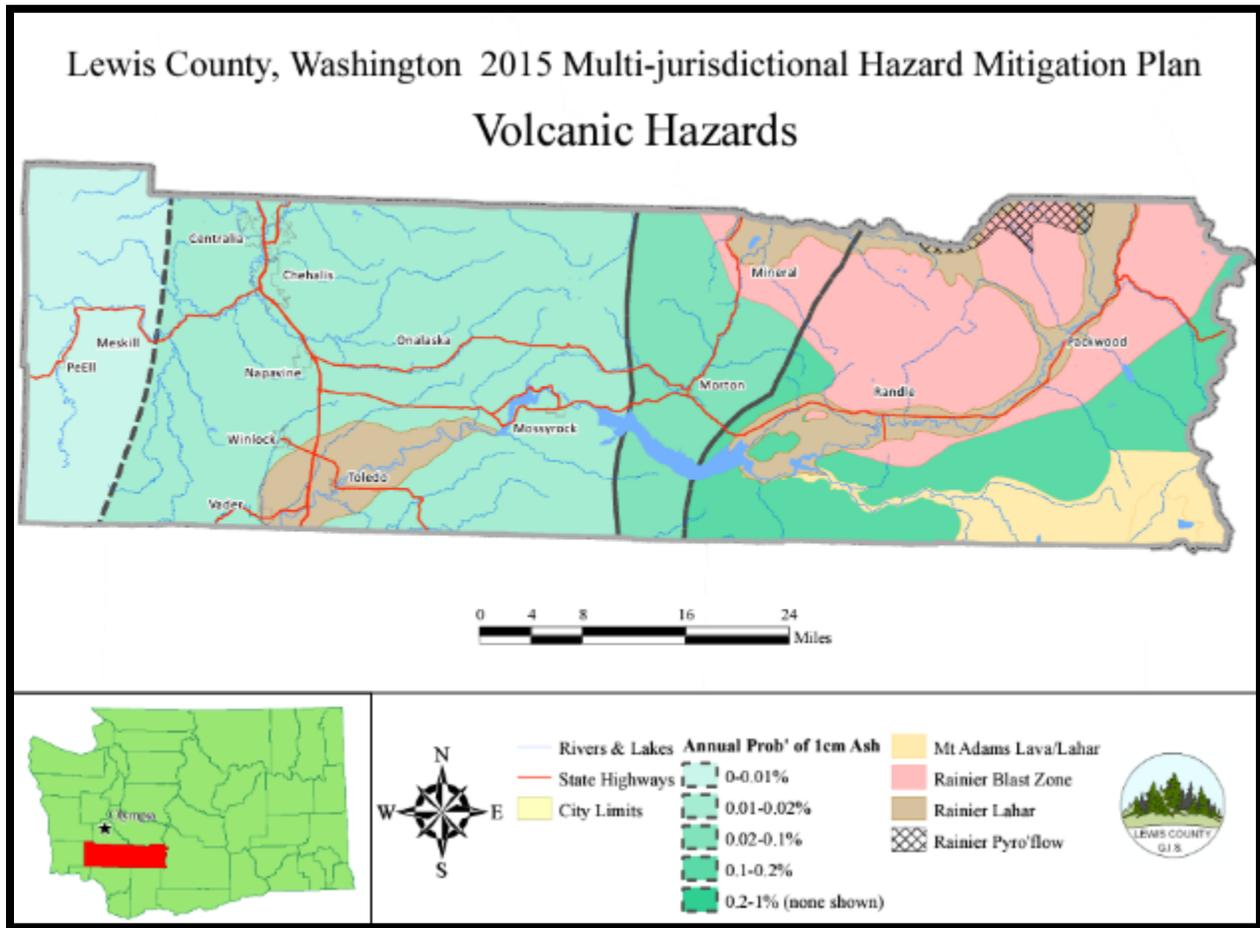 Lewis County, Washington 2015 Multi-jurisdictional Hazard Mitigation Plan
Volcanic Hazards
Centralia
Chehalis
Mineral
Meskill
PeEll
Onalaska
Packwood
Napavine
Morton
Randle
Winlock
Mossyrock
Toledo
Vader
0 4 8 16 24
Miles
Olympia
N
W E
S
Rivers & Lakes
State Highways
City Limits
Annual Prob' of 1cm Ash
0-0.01%
0.01-0.02%
0.02-0.1%
0.1-0.2%
0.2-1% (none shown)
Mt Adams Lava/Lahar
Rainier Blast Zone
Rainier Lahar
Rainier Pyro'flow
LEWIS COUNTY
G.I.S.